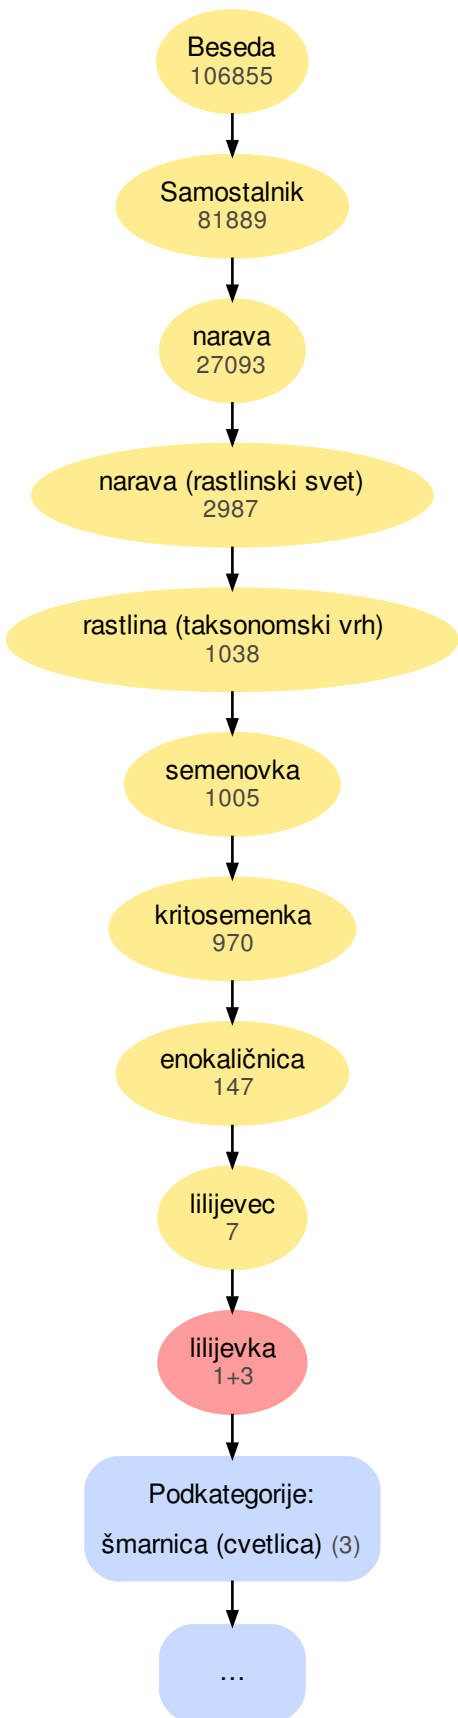 Beseda
106855
Samostalnik
81889
narava
27093
narava (rastlinski svet)
2987
rastlina (taksonomski vrh)
1038
semenovka
1005
kritosemenka
970
enokaličnica
147
lilijevec
7
lilijevka
1+3
Podkategorije:
šmarnica (cvetlica) (3)
...